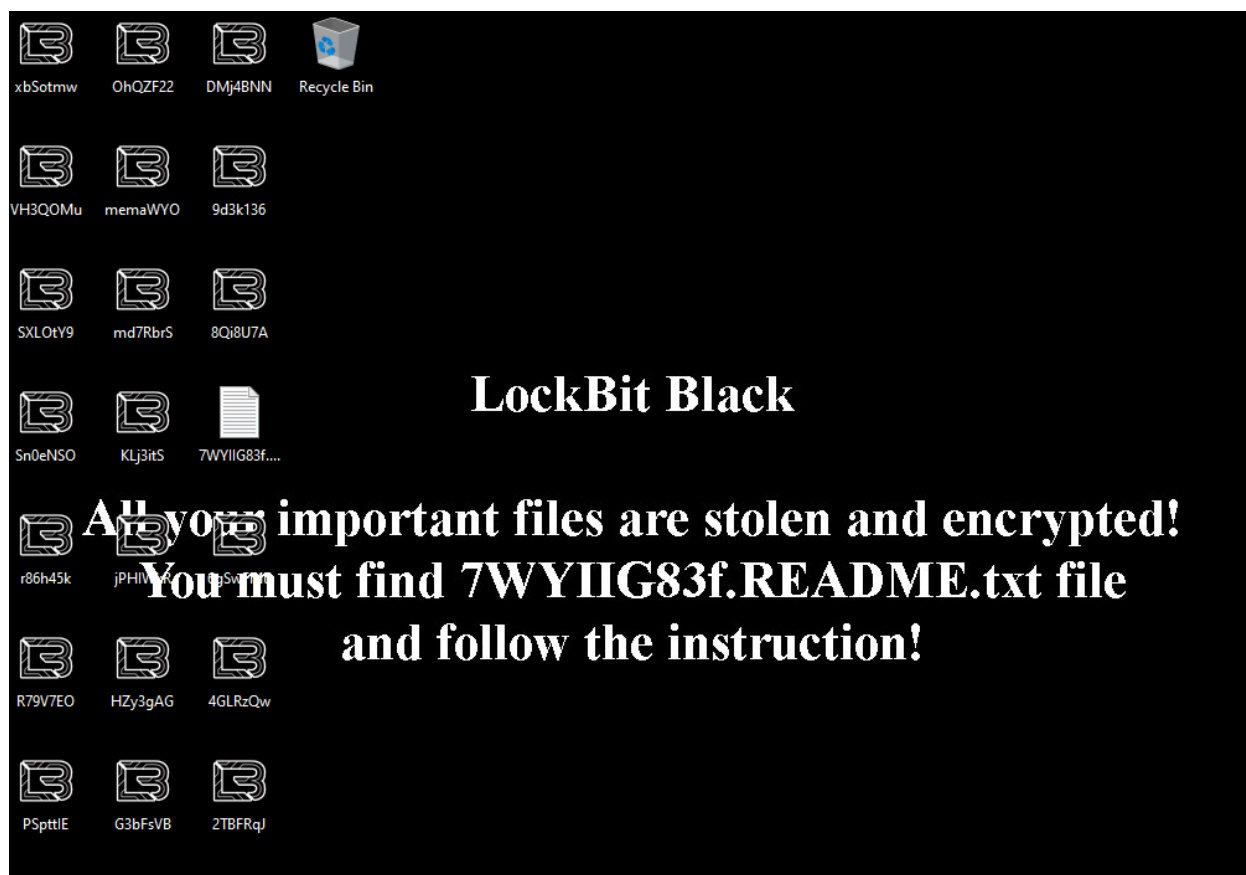 xbSotmw OhQZF22 DMj4BNN Recycle Bin
VH3QOMu memaWYO 9d3k136
SXLOtY9 md7RbrS 8Qi8U7A
LockBit Black
Sn0eNSO KLj3itS 7WYIIG83f....
All your important files are stolen and encrypted!
r86h45k
You must find 7WYIIG83f.README.txt file
and follow the instruction!
R79V7EO HZy3gAG 4GLRzQw
PSpttIE G3bFsVB 2TBFRqJ